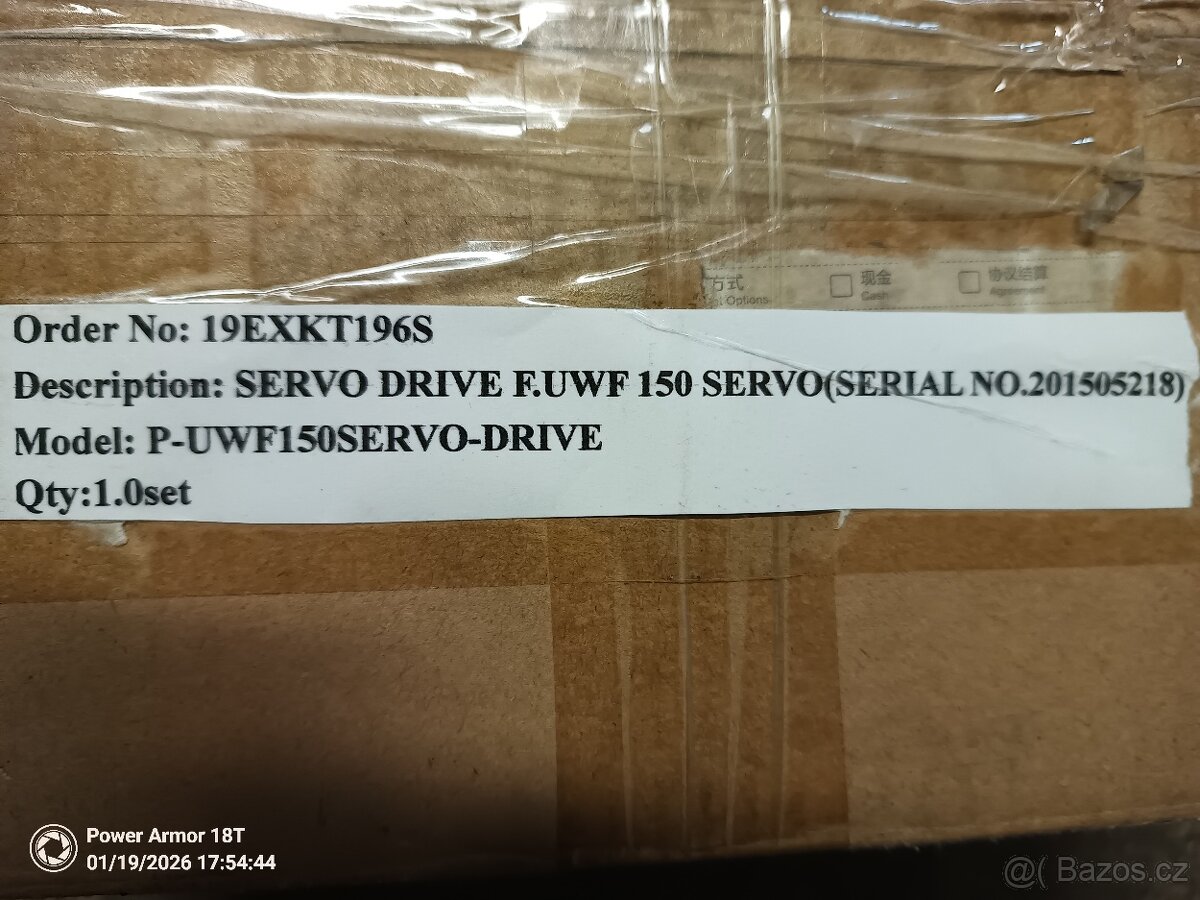 方式 现金 协议结算
Options Cash Agreement
Order No: 19EXKT196S
Description: SERVO DRIVE F.UWF 150 SERVO(SERIAL NO.201505218)
Model: P-UWF150SERVO-DRIVE
Qty:1.0set
Power Armor 18T
01/19/2026 17:54:44
@( Bazos.cz